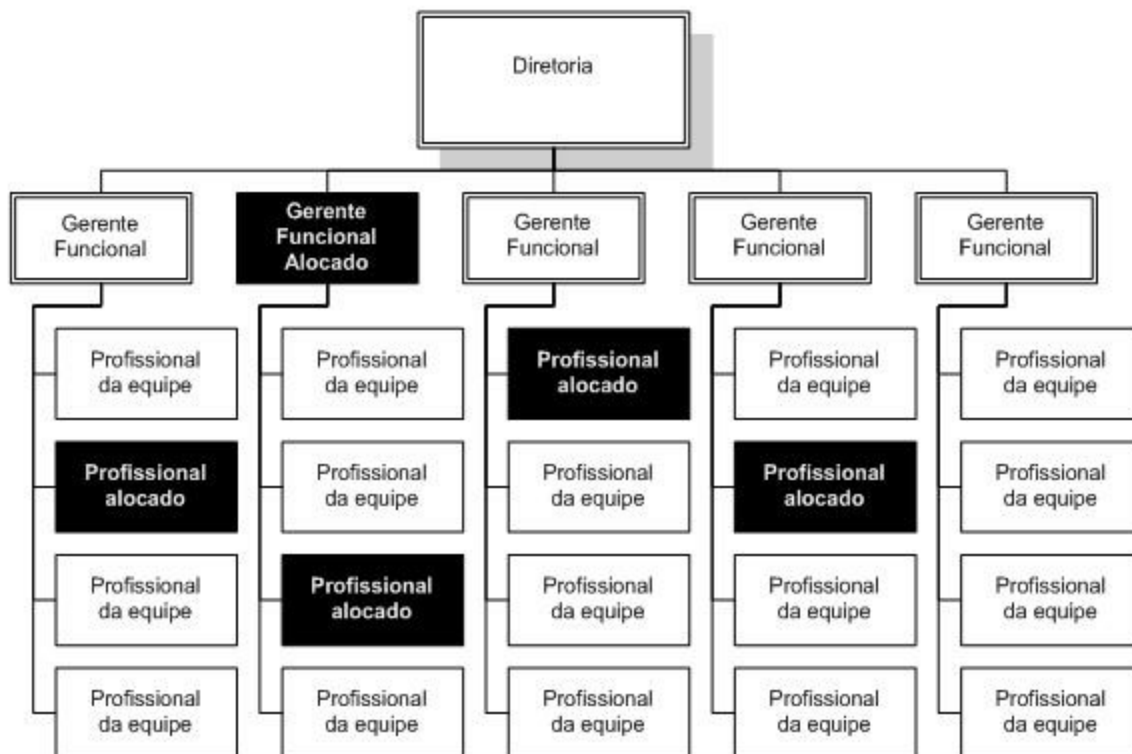 Diretoria
Gerente
Funcional
Gerente
Funcional
Alocado
Gerente
Funcional
Gerente
Funcional
Gerente
Funcional
Profissional
da equipe
Profissional
da equipe
Profissional
alocado
Profissional
da equipe
Profissional
da equipe
Profissional
alocado
Profissional
da equipe
Profissional
da equipe
Profissional
alocado
Profissional
da equipe
Profissional
da equipe
Profissional
alocado
Profissional
da equipe
Profissional
da equipe
Profissional
da equipe
Profissional
da equipe
Profissional
da equipe
Profissional
da equipe
Profissional
da equipe
Profissional
da equipe